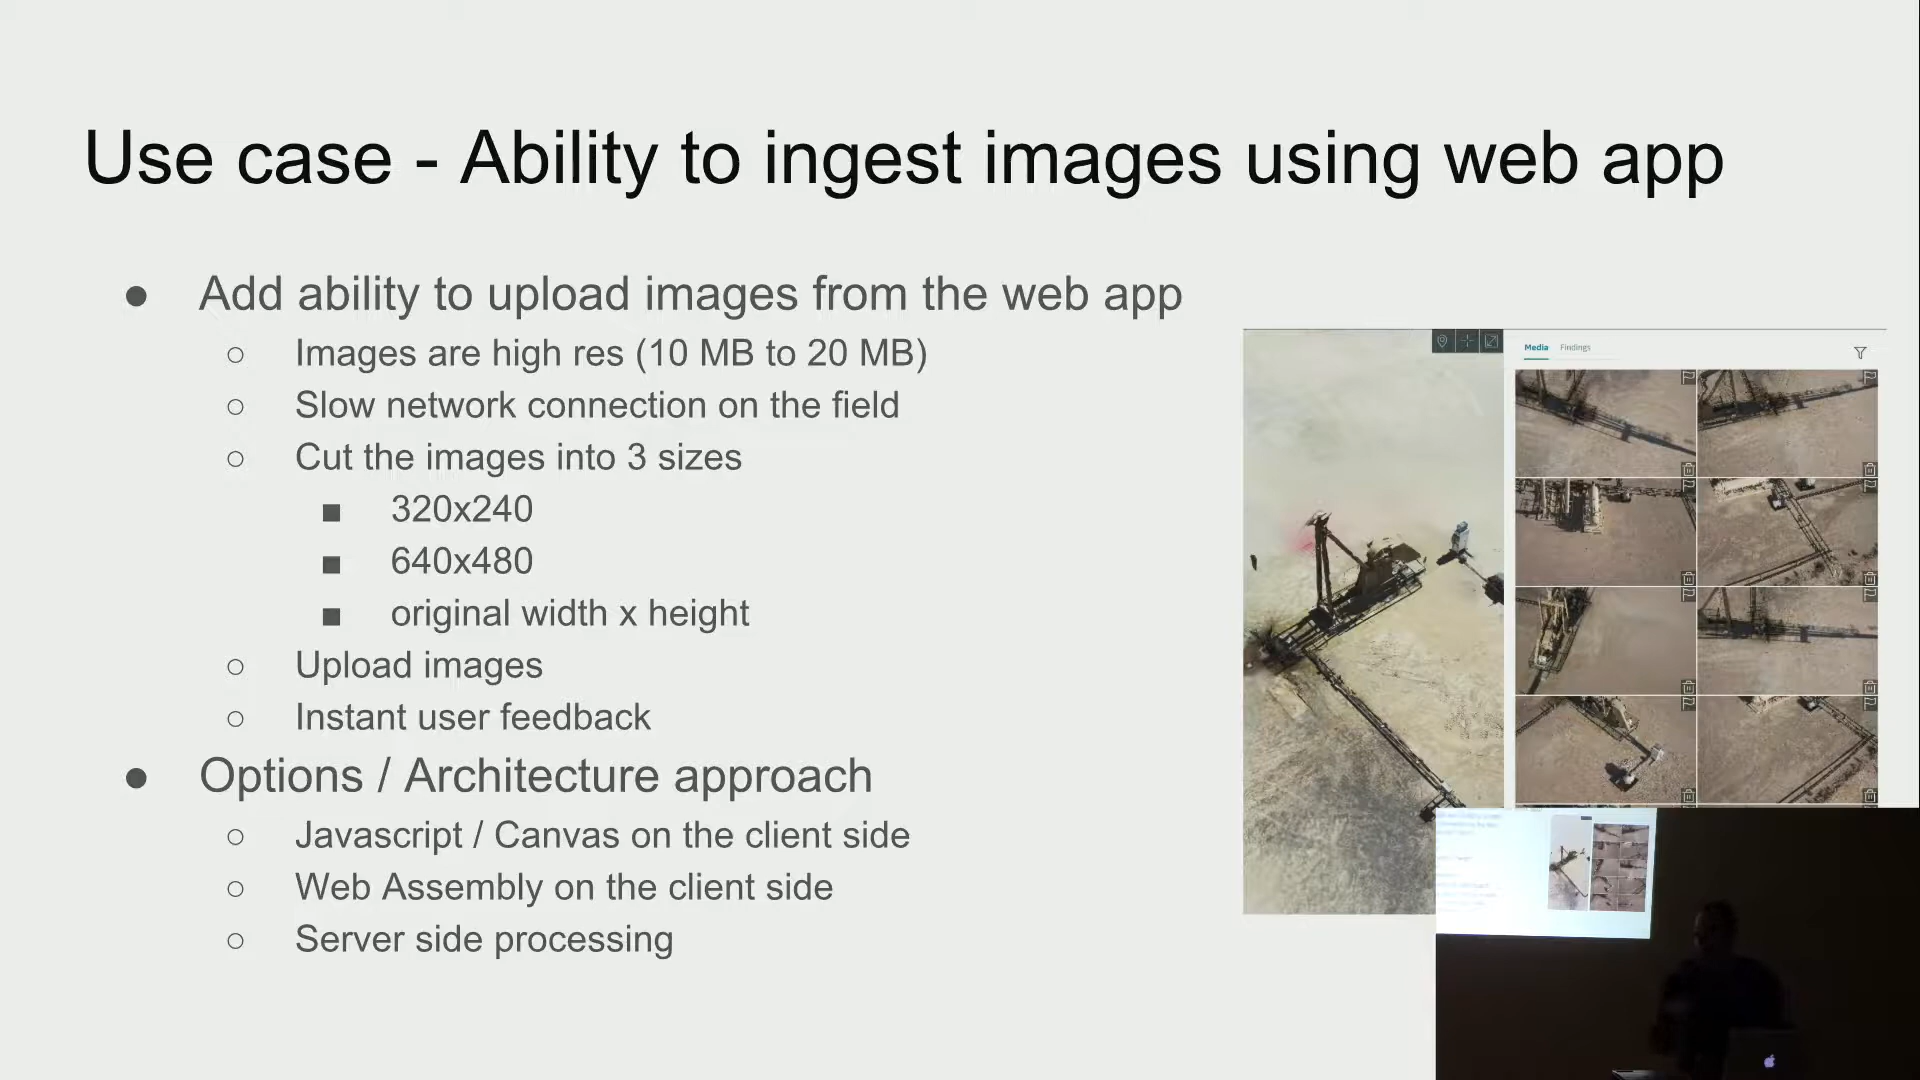 Use case - Ability to ingest images using web app
Add ability to upload images from the web app
Images are high res (10 MB to 20 MB)
Slow network connection on the field
Cut the images into 3 sizes
320x240
640x480
original width x height
Upload images
Instant user feedback
Options / Architecture approach
Javascript / Canvas on the client side
Web Assembly on the client side
Server side processing
Media Findings